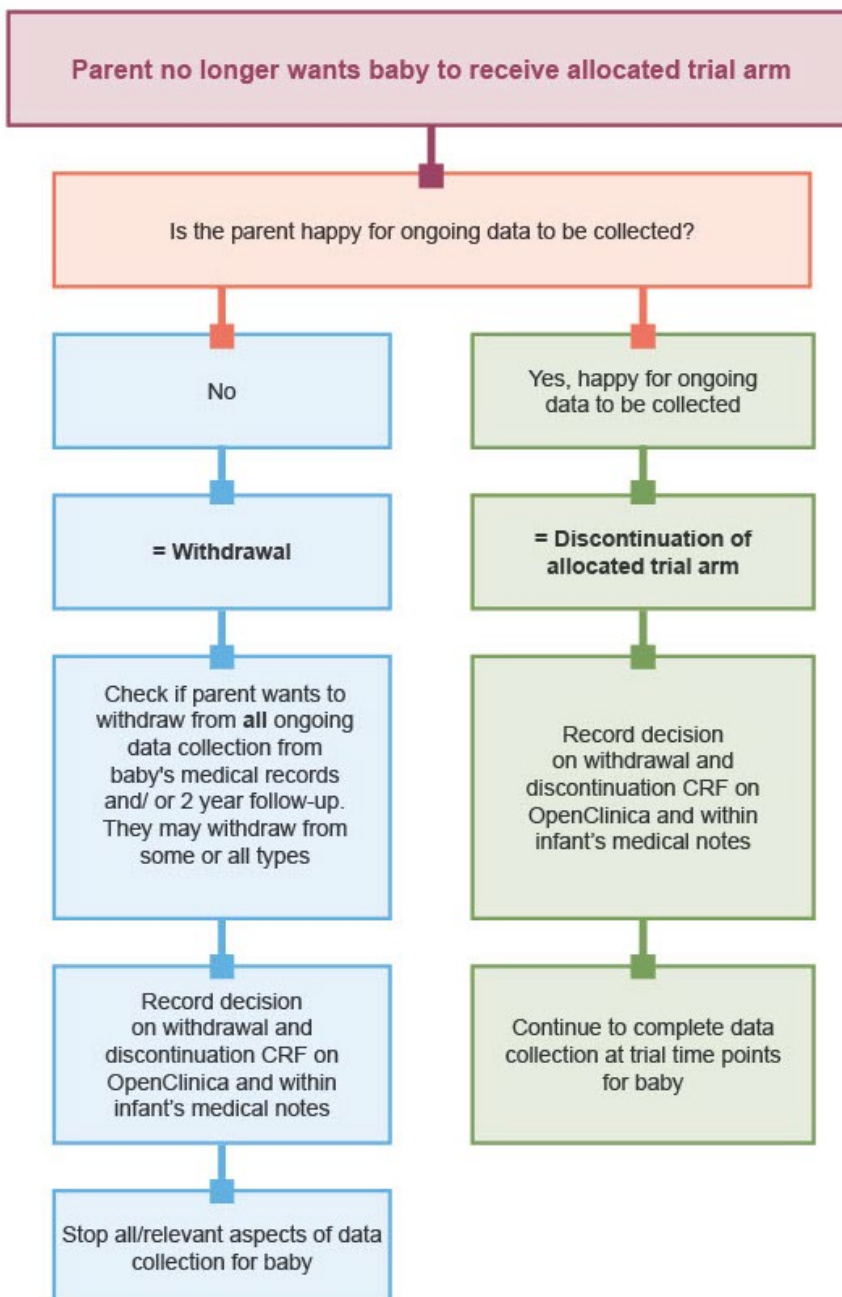 Parent no longer wants baby to receive allocated trial arm
Is the parent happy for ongoing data to be collected?
No
= Withdrawal
Check if parent wants to
withdraw from all ongoing
data collection from
baby's medical records
and/ or 2 year follow-up.
They may withdraw from
some or all types
Record decision
on withdrawal and
discontinuation CRF on
OpenClinica and within
infant’s medical notes
Stop all/relevant aspects of data
collection for baby
Yes, happy for ongoing
data to be collected
= Discontinuation of
allocated trial arm
Record decision
on withdrawal and
discontinuation CRF on
OpenClinica and within
infant’s medical notes
Continue to complete data
collection at trial time points
for baby